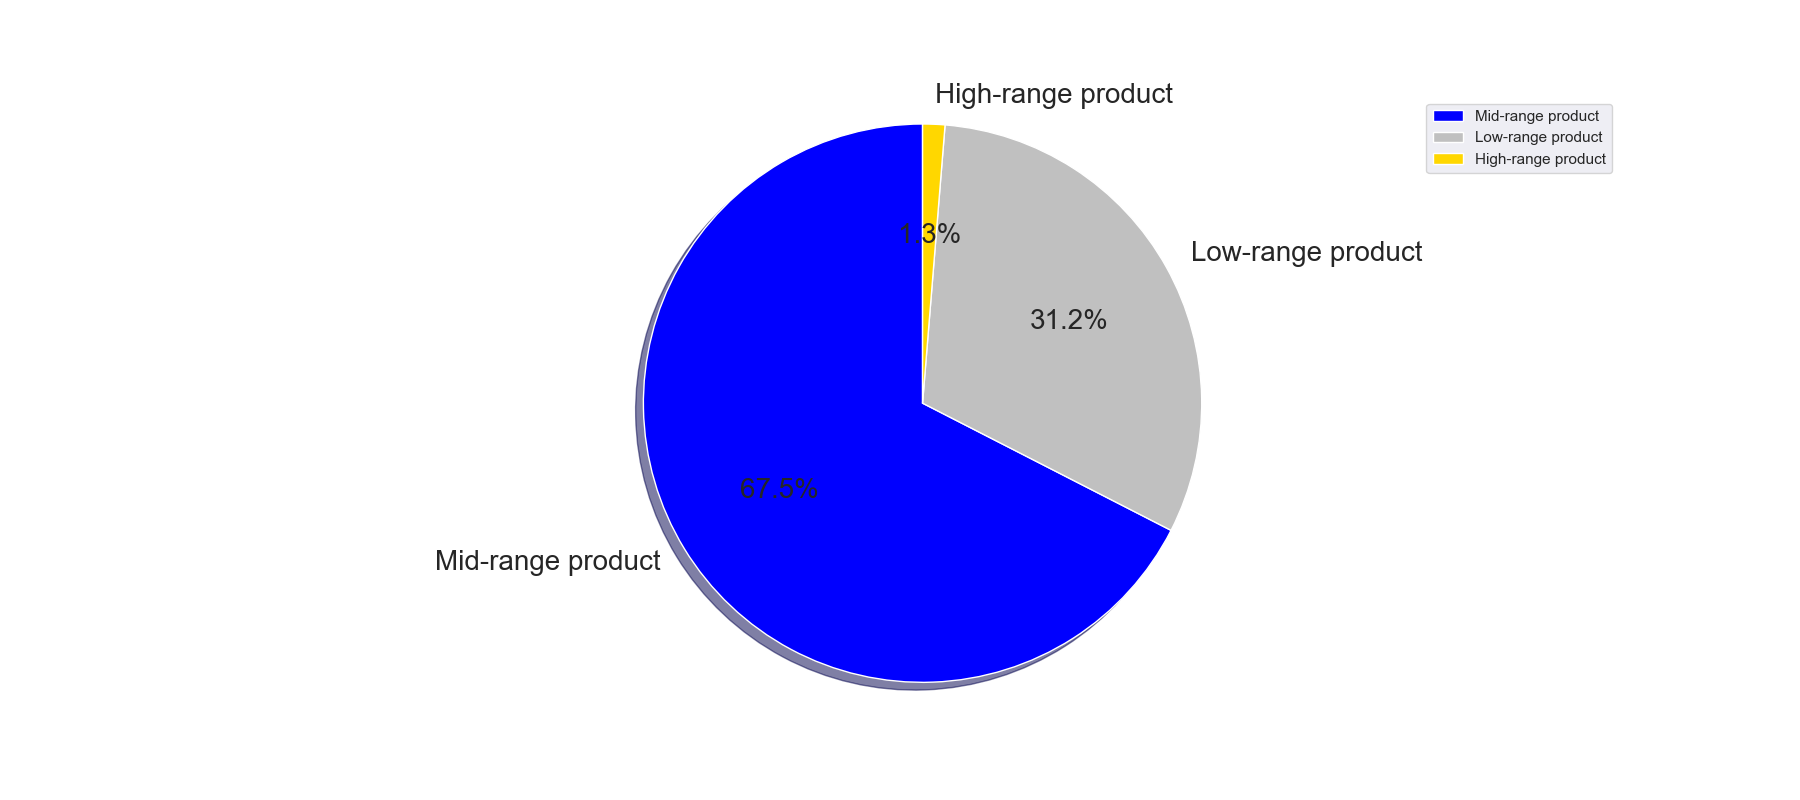 High-range product
Mid-range product
Low-range product
High-range product
1.3%
Low-range product
31.2%
67.5%
Mid-range product